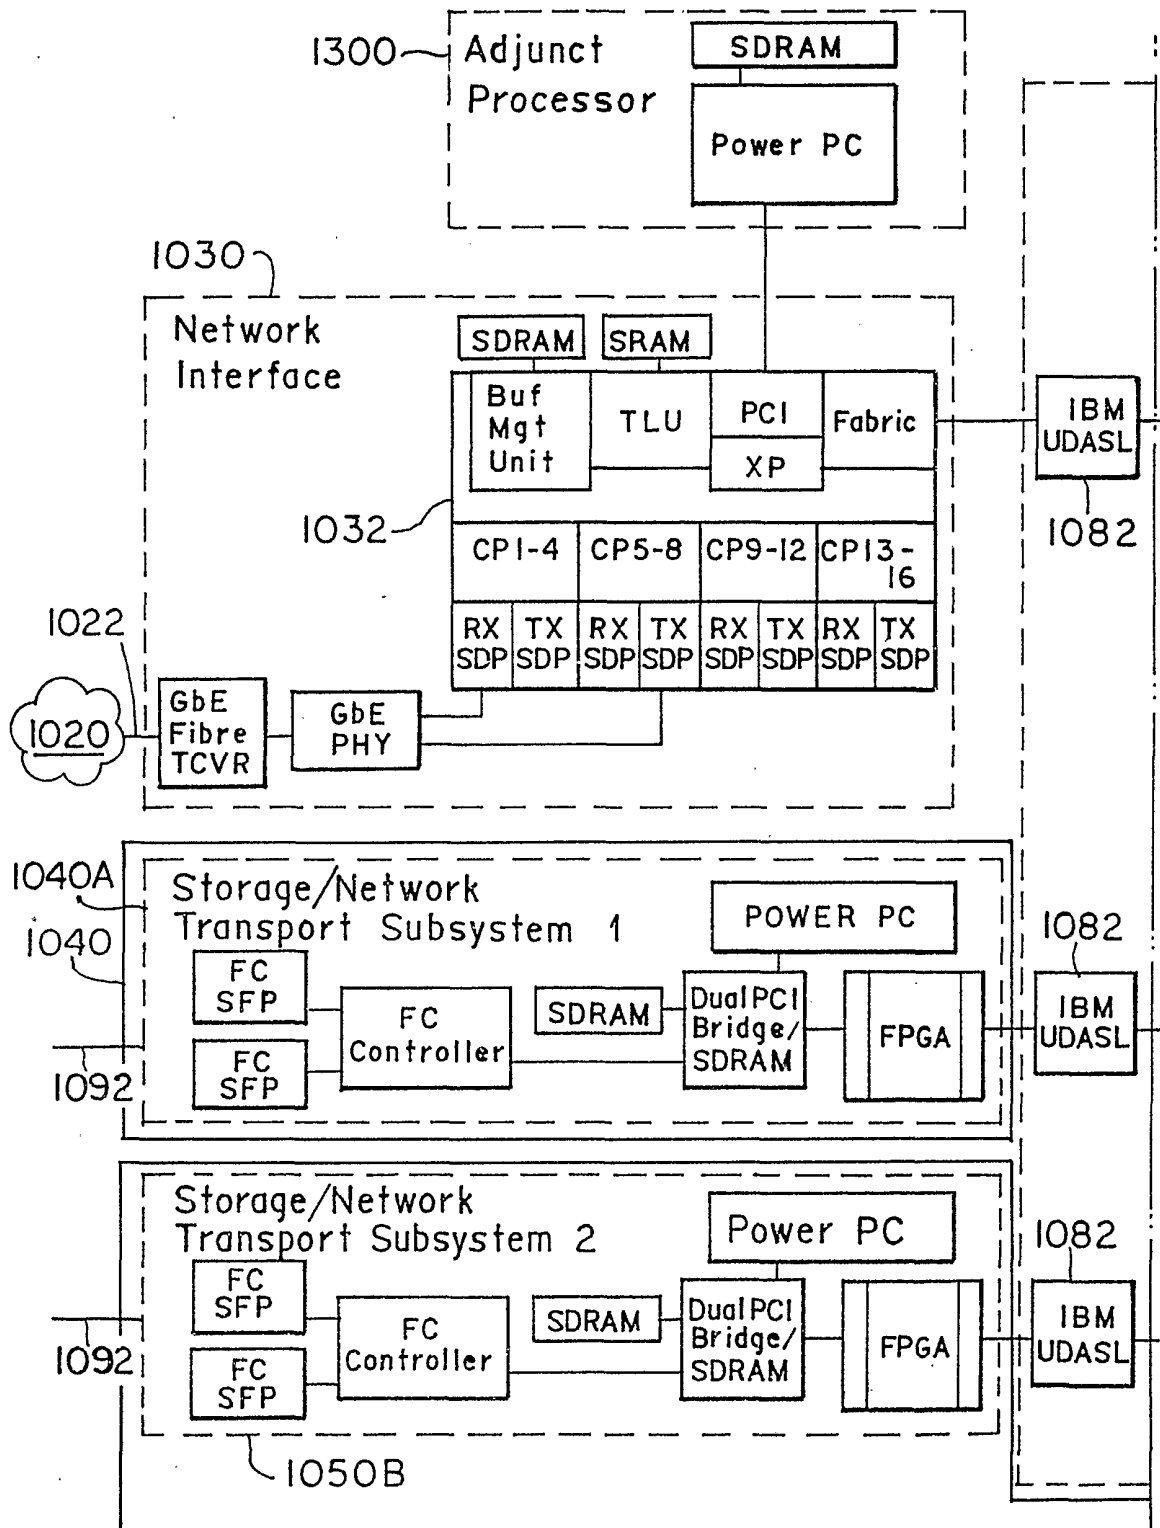 1300
Adjunct
Processor
SDRAM
Power PC
1030
Network
Interface
SDRAM
SRAM
Buf
Mgt
Unit
TLU
PCI
XP
Fabric
IBM
UDASL
1082
1032
CP1-4
CP5-8
CP9-12
CP13-
16
RX
SDP
TX
SDP
RX
SDP
TX
SDP
RX
SDP
TX
SDP
RX
SDP
TX
SDP
1022
1020
GbE
Fibre
TCVR
GbE
PHY
1040A
1040
Storage/Network
Transport Subsystem 1
POWER PC
FC
SFP
FC
SFP
FC
Controller
SDRAM
Dual PCI
Bridge/
SDRAM
FPGA
1082
IBM
UDASL
1092
Storage/Network
Transport Subsystem 2
Power PC
FC
SFP
FC
SFP
FC
Controller
SDRAM
Dual PCI
Bridge/
SDRAM
FPGA
1082
IBM
UDASL
1092
1050B